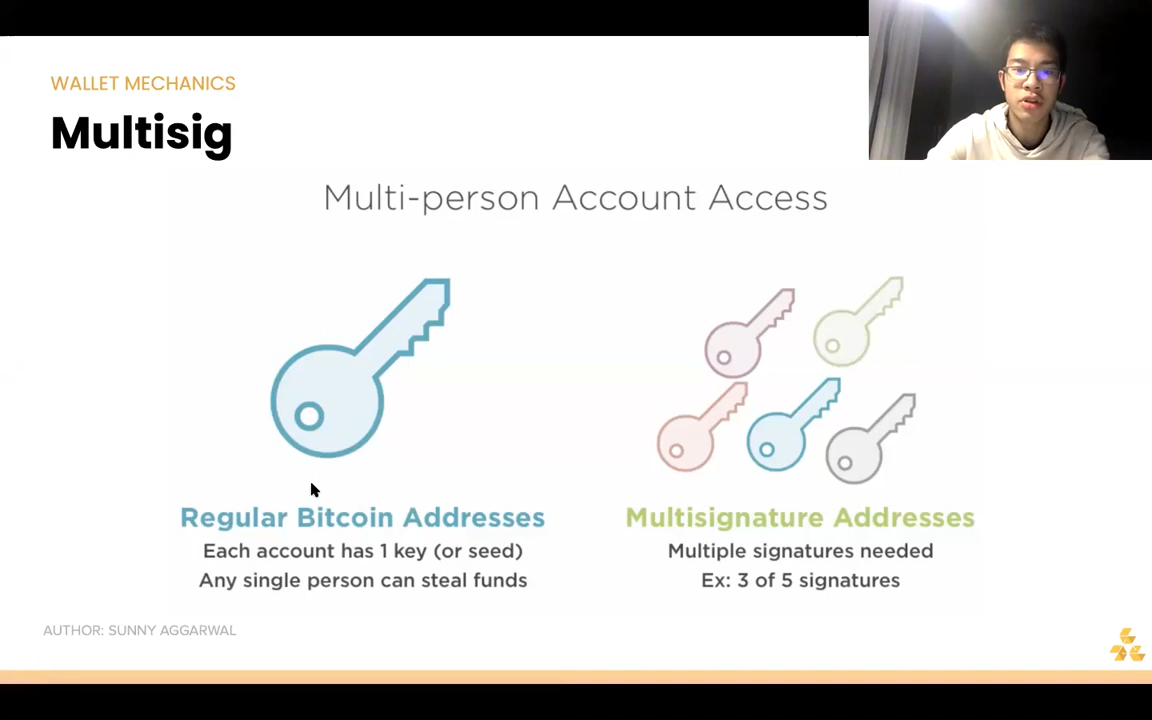 WALLET MECHANICS
Multisig
Multi-person Account Access
Regular Bitcoin Addresses
Each account has 1 key (or seed)
Any single person can steal funds
Multisignature Addresses
Multiple signatures needed
Ex: 3 of 5 signatures
AUTHOR: SUNNY AGGARWAL